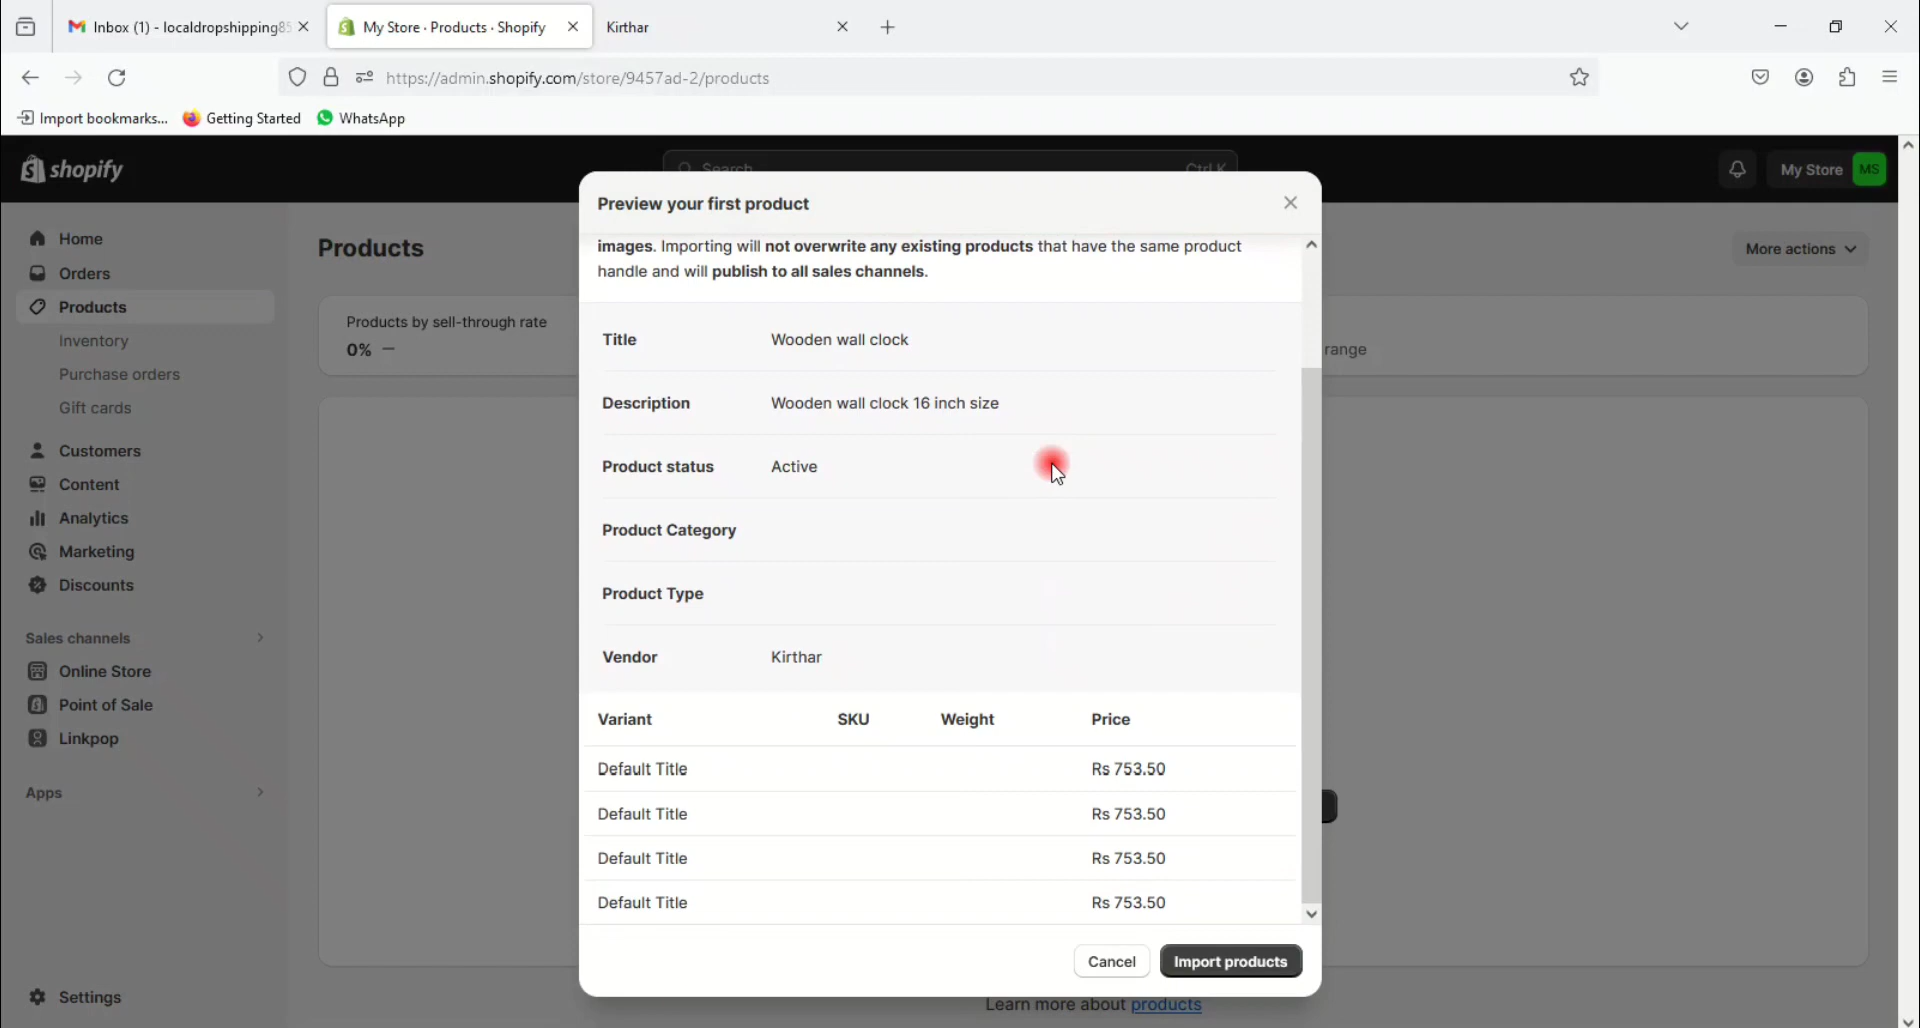 Inbox (1) - localdropshipping85
My Store · Products · Shopify
Kirthar
https://admin.shopify.com/store/9457ad-2/products
Import bookmarks...
Getting Started
WhatsApp
shopify
Search
Ctrl K
My Store
MS
Home
Orders
Products
Inventory
Purchase orders
Gift cards
Customers
Content
Analytics
Marketing
Discounts
Sales channels
Online Store
Point of Sale
Linkpop
Apps
Settings
Products
More actions
Products by sell-through rate
0% —
range
Preview your first product
images. Importing will not overwrite any existing products that have the same product
handle and will publish to all sales channels.
Title Wooden wall clock
Description Wooden wall clock 16 inch size
Product status Active
Product Category
Product Type
Vendor Kirthar
Variant SKU Weight Price
Default Title Rs 753.50
Default Title Rs 753.50
Default Title Rs 753.50
Default Title Rs 753.50
Cancel
Import products
Learn more about products